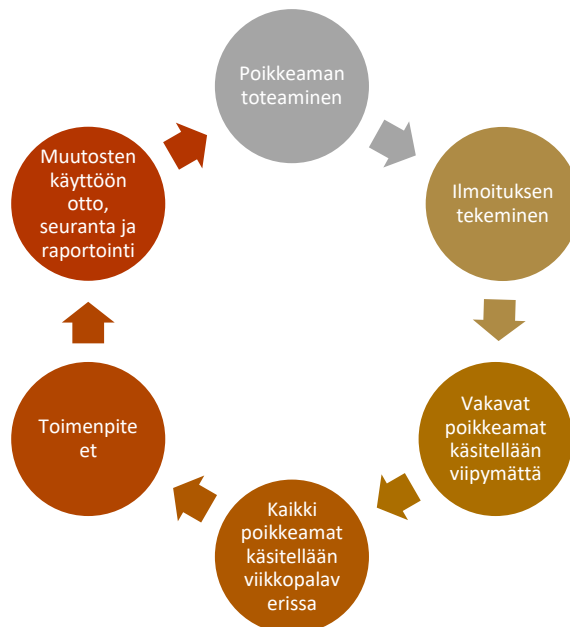 Poikkeaman
toteaminen
Ilmoituksen
tekeminen
Vakavat
poikkeamat
käsitellään
viipymättä
Kaikki
poikkeamat
käsitellään
viikkopalav
erissa
Toimenpite
et
Muutosten
käyttöön
otto,
seuranta ja
raportointi